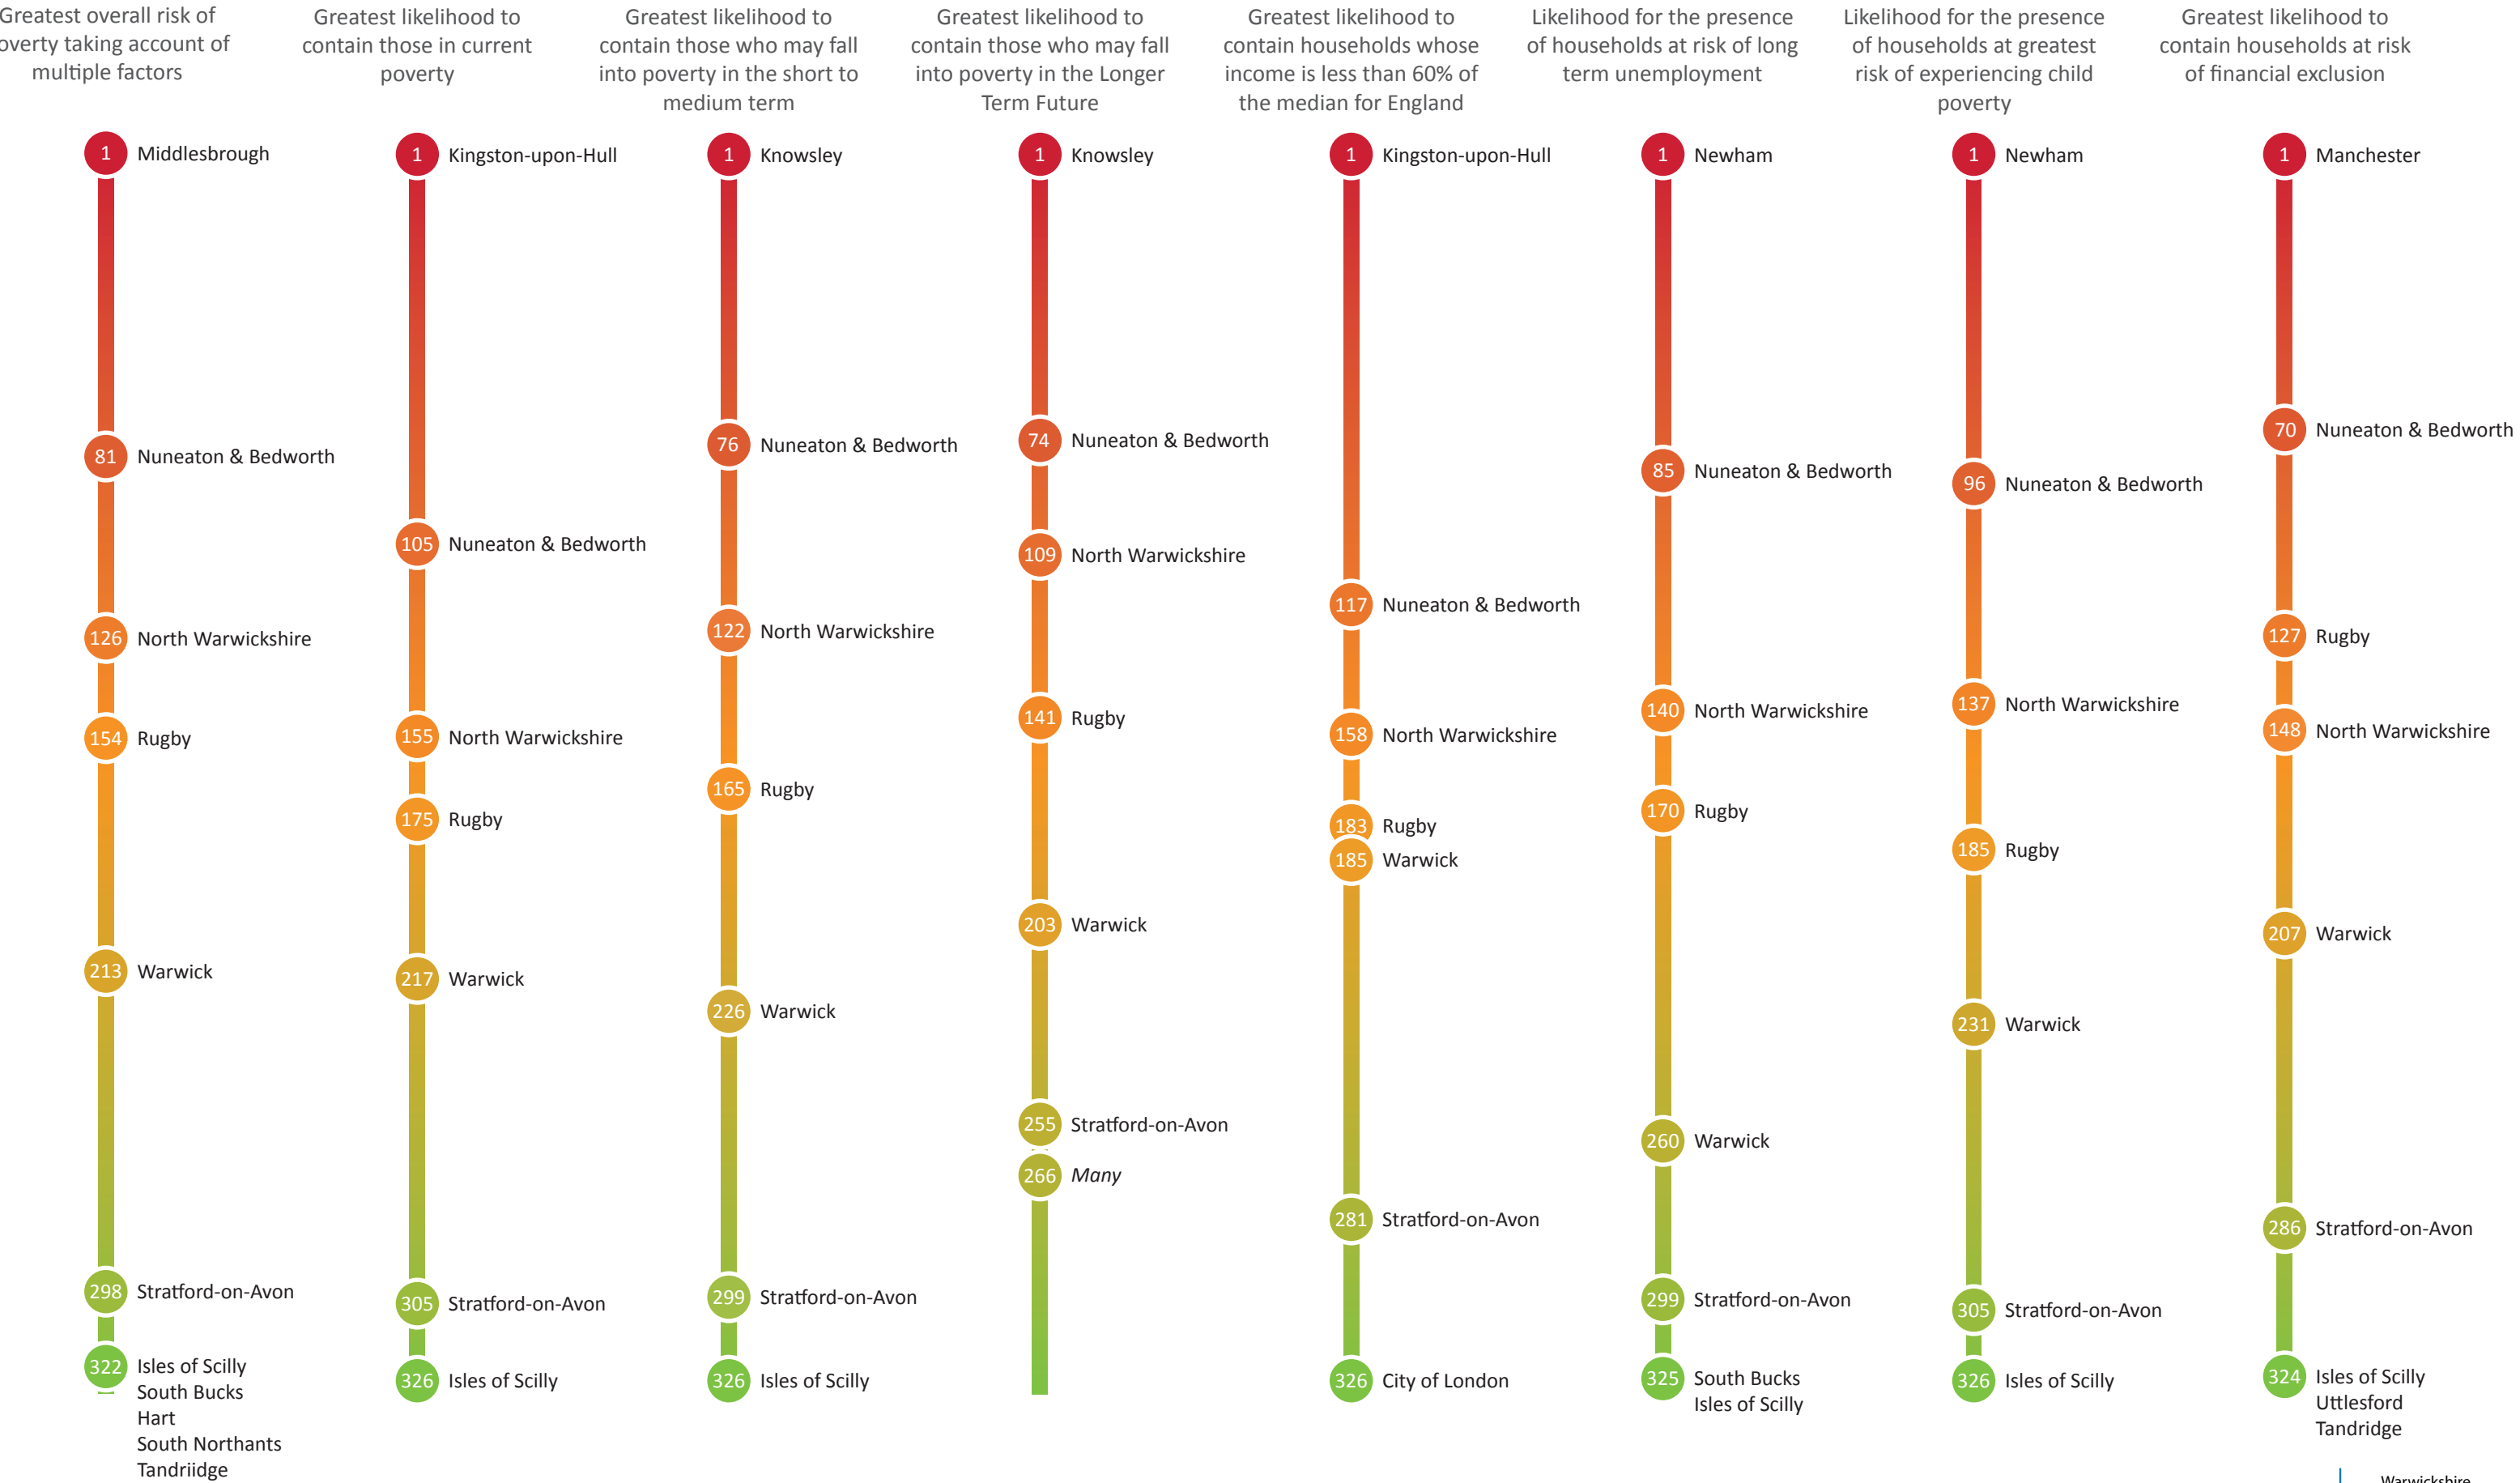 Greatest overall risk of
overty taking account of
multiple factors
1 Middlesbrough
81 Nuneaton & Bedworth
126 North Warwickshire
154 Rugby
213 Warwick
298 Stratford-on-Avon
322 Isles of Scilly
South Bucks
Hart
South Northants
Tandriidge
Greatest likelihood to
contain those in current
poverty
1 Kingston-upon-Hull
105 Nuneaton & Bedworth
155 North Warwickshire
175 Rugby
217 Warwick
305 Stratford-on-Avon
326 Isles of Scilly
Greatest likelihood to
contain those who may fall
into poverty in the short to
medium term
1 Knowsley
76 Nuneaton & Bedworth
122 North Warwickshire
165 Rugby
226 Warwick
299 Stratford-on-Avon
326 Isles of Scilly
Greatest likelihood to
contain those who may fall
into poverty in the Longer
Term Future
1 Knowsley
74 Nuneaton & Bedworth
109 North Warwickshire
141 Rugby
203 Warwick
255 Stratford-on-Avon
266 Many
Greatest likelihood to
contain households whose
income is less than 60% of
the median for England
1 Kingston-upon-Hull
117 Nuneaton & Bedworth
158 North Warwickshire
183 Rugby
185 Warwick
281 Stratford-on-Avon
326 City of London
Likelihood for the presence
of households at risk of long
term unemployment
1 Newham
85 Nuneaton & Bedworth
140 North Warwickshire
170 Rugby
260 Warwick
299 Stratford-on-Avon
325 South Bucks
Isles of Scilly
Likelihood for the presence
of households at greatest
risk of experiencing child
poverty
1 Newham
96 Nuneaton & Bedworth
137 North Warwickshire
185 Rugby
231 Warwick
305 Stratford-on-Avon
326 Isles of Scilly
Greatest likelihood to
contain households at risk
of financial exclusion
1 Manchester
70 Nuneaton & Bedworth
127 Rugby
148 North Warwickshire
207 Warwick
286 Stratford-on-Avon
324 Isles of Scilly
Uttlesford
Tandridge
Warwickshire